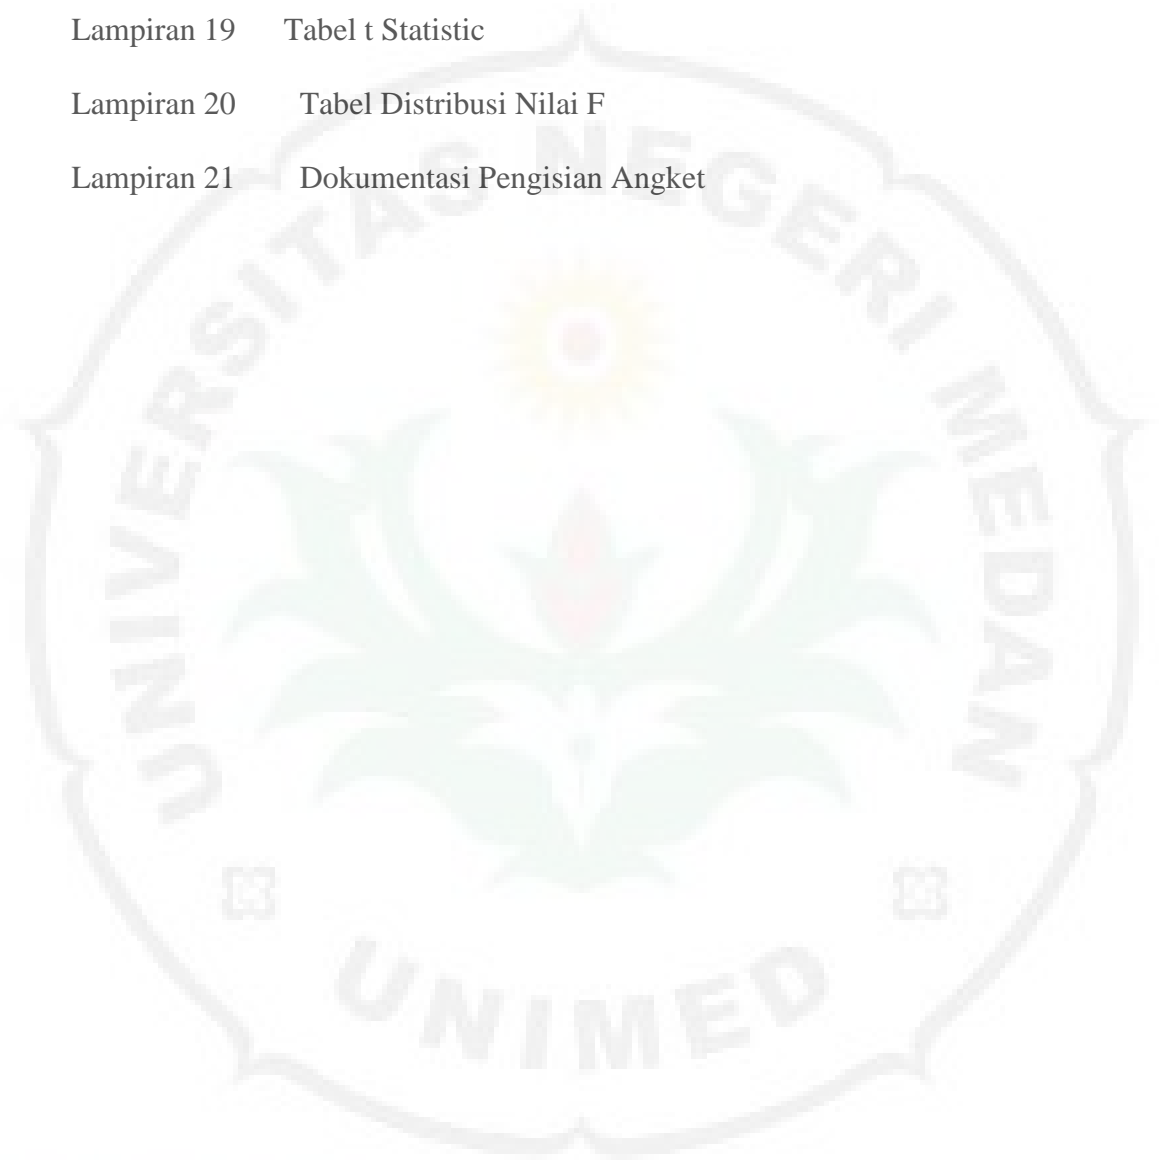 Lampiran 19 Tabel t Statistic
Lampiran 20 Tabel Distribusi Nilai F
Lampiran 21 Dokumentasi Pengisian Angket
UNIVERSITAS NEGERI MEDAN
UNIMED